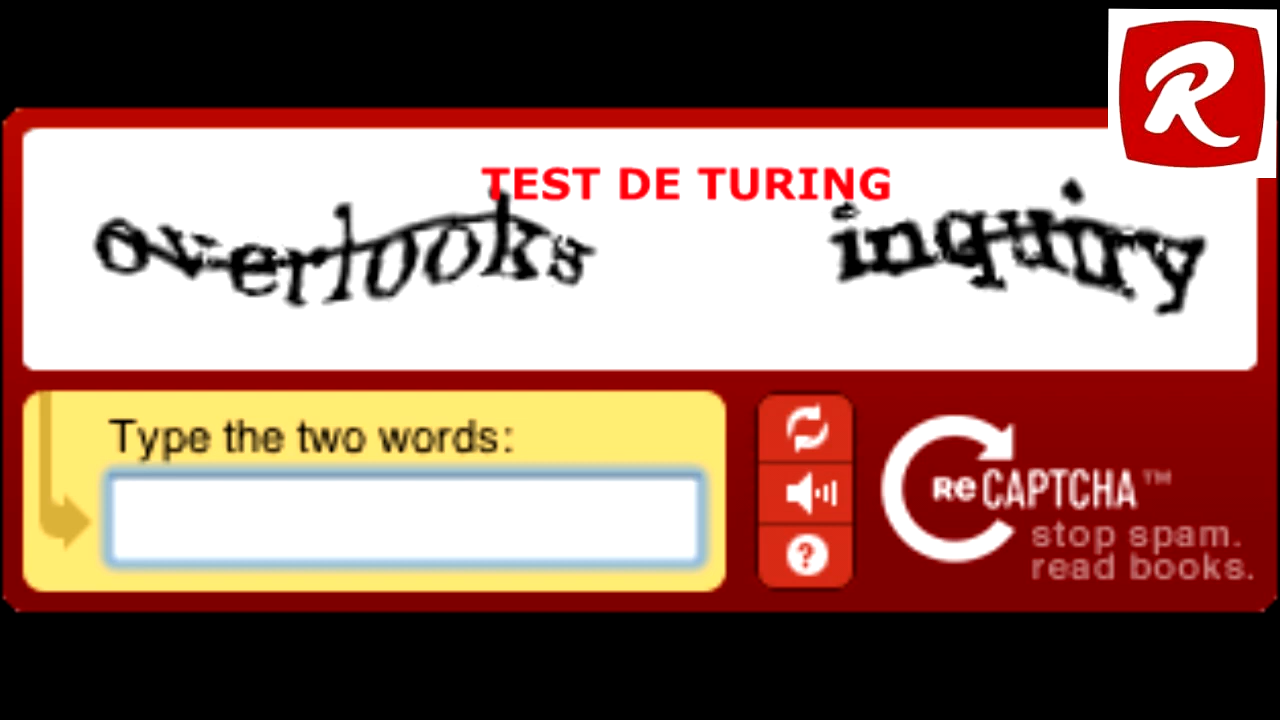 TEST DE TURING
overlooks inquiry
Type the two words:
reCAPTCHA™
stop spam.
read books.
R